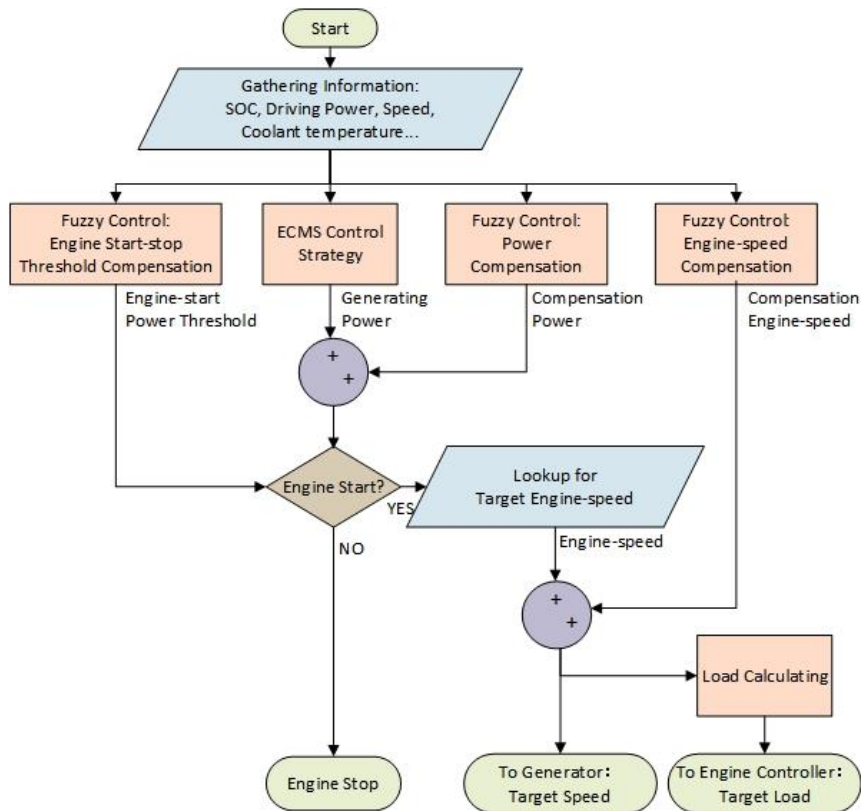 Start
Gathering Information:
SOC, Driving Power, Speed,
Coolant temperature...
Fuzzy Control:
Engine Start-stop
Threshold Compensation
ECMS Control
Strategy
Fuzzy Control:
Power
Compensation
Fuzzy Control:
Engine-speed
Compensation
Engine-start
Power Threshold
Generating
Power
Compensation
Power
Compensation
Engine-speed
+
+
Engine Start?
YES
NO
Lookup for
Target Engine-speed
Engine-speed
+
+
Load Calculating
Engine Stop
To Generator:
Target Speed
To Engine Controller:
Target Load